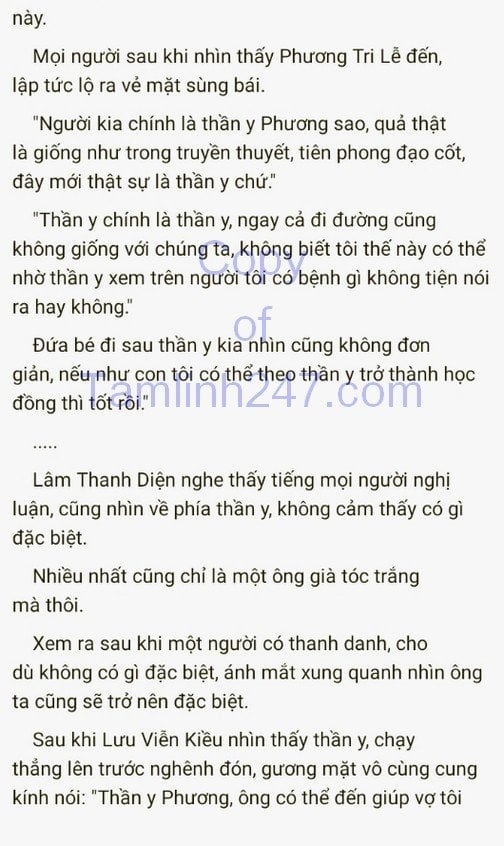 này.
Mọi người sau khi nhìn thấy Phương Tri Lễ đến,
lập tức lộ ra vẻ mặt sùng bái.
"Người kia chính là thần y Phương sao, quả thật
là giống như trong truyền thuyết, tiên phong đạo cốt,
đây mới thật sự là thần y chứ."
"Thần y chính là thần y, ngay cả đi đường cũng
không giống với chúng ta, không biết tôi thế này có thể
nhờ thần y xem trên người tôi có bệnh gì không tiện nói
ra hay không."
Đứa bé đi sau thần y kia nhìn cũng không đơn
giản, nếu như con tôi có thể theo thần y trở thành học
đồng thì tốt rồi."
.....
Lâm Thanh Diện nghe thấy tiếng mọi người nghị
luận, cũng nhìn về phía thần y, không cảm thấy có gì
đặc biệt.
Nhiều nhất cũng chỉ là một ông già tóc trắng
mà thôi.
Xem ra sau khi một người có thanh danh, cho
dù không có gì đặc biệt, ánh mắt xung quanh nhìn ông
ta cũng sẽ trở nên đặc biệt.
Sau khi Lưu Viễn Kiều nhìn thấy thần y, chạy
thẳng lên trước nghênh đón, gương mặt vô cùng cung
kính nói: "Thần y Phương, ông có thể đến giúp vợ tôi
Copy
of
Tamlinh247.com